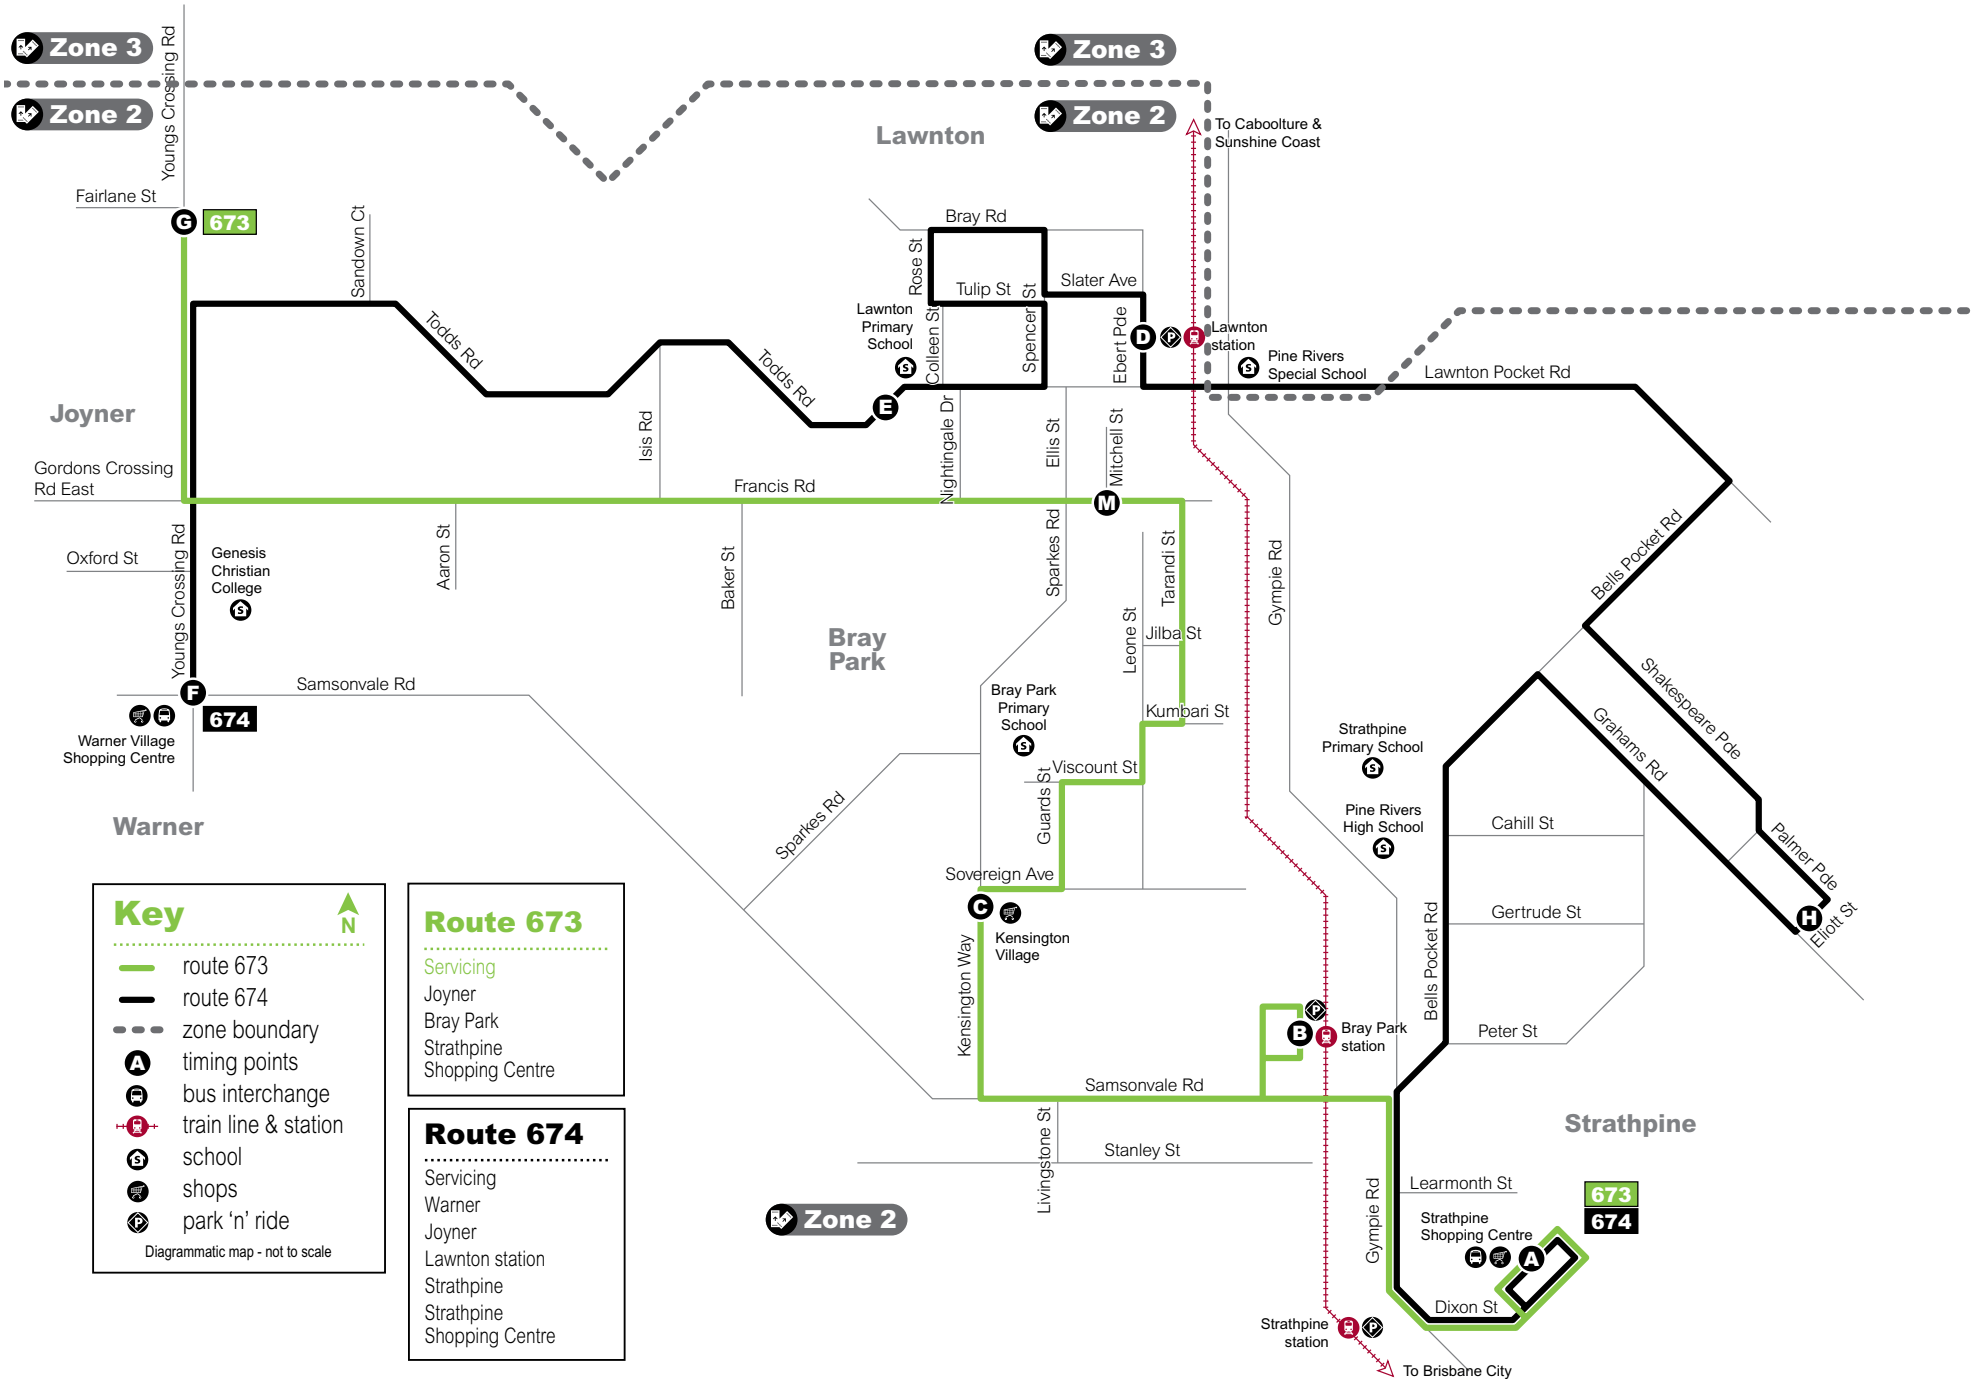 Zone 3
Zone 2
Youngs Crossing Rd
Zone 3
Zone 2
To Caboolture &
Sunshine Coast
Lawnton
Fairlane St
G
673
Sandown Ct
Bray Rd
Rose St
Tulip St
Slater Ave
Spencer St
Colleen St
Ebert Pde
Lawnton
Primary
School
D
P
Lawnton
station
Pine Rivers
Special School
Lawnton Pocket Rd
Todds Rd
Todds Rd
E
Joyner
Isis Rd
Nightingale Dr
Ellis St
Mitchell St
Gordons Crossing
Rd East
Francis Rd
M
Bells Pocket Rd
Oxford St
Youngs Crossing Rd
Genesis
Christian
College
Aaron St
Baker St
Sparkes Rd
Tarandi St
Leone St
Jilba St
Gympie Rd
Bray
Park
F
674
Samsonvale Rd
Warner Village
Shopping Centre
Bray Park
Primary
School
Kumbari St
Viscount St
Guards St
Strathpine
Primary School
Shakespeare Pde
Grahams Rd
Pine Rivers
High School
Warner
Sparkes Rd
Cahill St
Palmer Pde
Sovereign Ave
C
Kensington
Village
Kensington Way
Bells Pocket Rd
Gertrude St
H
Eliott St
P
B
Bray Park
station
Peter St
Samsonvale Rd
Livingstone St
Stanley St
Strathpine
Gympie Rd
Learmonth St
Zone 2
Strathpine
Shopping Centre
A
673
674
Dixon St
Strathpine
station
P
To Brisbane City
Key
N
route 673
route 674
zone boundary
A timing points
bus interchange
train line & station
school
shops
park ‘n’ ride
Diagrammatic map - not to scale
Route 673
Servicing
Joyner
Bray Park
Strathpine
Shopping Centre
Route 674
Servicing
Warner
Joyner
Lawnton station
Strathpine
Strathpine
Shopping Centre